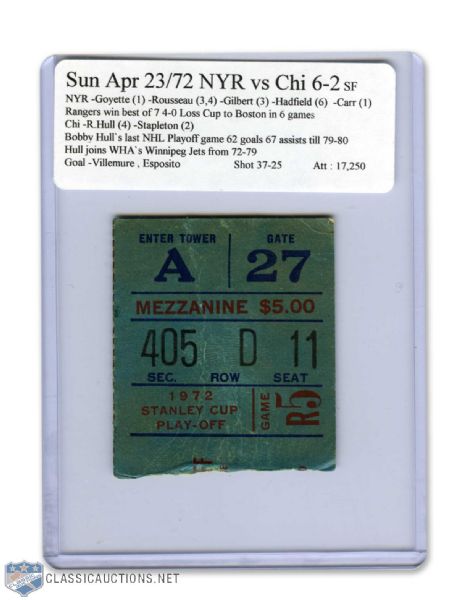 Sun Apr 23/72 NYR vs Chi 6-2 SF
NYR -Goyette (1) -Rousseau (3,4) -Gilbert (3) -Hadfield (6) -Carr (1)
Rangers win best of 7 4-0 Loss Cup to Boston in 6 games
Chi -R.Hull (4) -Stapleton (2)
Bobby Hull's last NHL Playoff game 62 goals 67 assists till 79-80
Hull joins WHA`s Winnipeg Jets from 72-79
Goal -Villemure , Esposito Shot 37-25 Att : 17,250
ENTER TOWER GATE
A 27
MEZZANINE $5.00
405 D 11
SEC. ROW SEAT
1972
STANLEY CUP
PLAY-OFF
GAME
R5
CLASSICAUCTIONS.NET